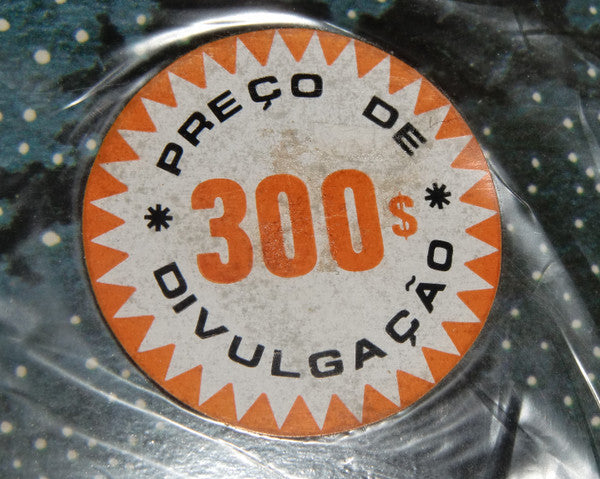 PREÇO DE
* 300$ *
DIVULGAÇÃO